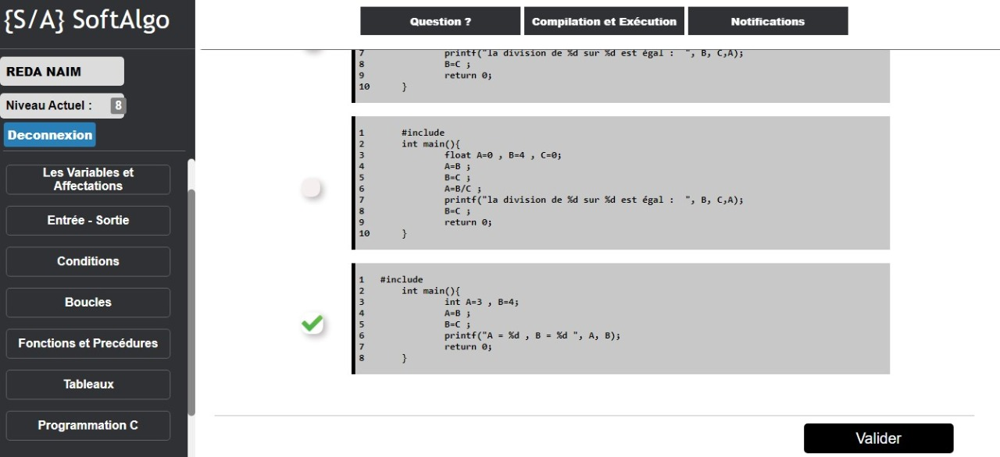 {S/A} SoftAlgo
Question ?
Compilation et Exécution
Notifications
REDA NAIM
Niveau Actuel : 8
Deconnexion
Les Variables et
Affectations
Entrée - Sortie
Conditions
Boucles
Fonctions et Precédures
Tableaux
Programmation C
7 printf("la division de %d sur %d est égal : ", B, C,A);
8 B=C ;
9 return 0;
10 }
1 #include
2 int main(){
3 float A=0 , B=4 , C=0;
4 A=B ;
5 B=C ;
6 A=B/C ;
7 printf("la division de %d sur %d est égal : ", B, C,A);
8 B=C ;
9 return 0;
10 }
1 #include
2 int main(){
3 int A=3 , B=4;
4 A=B ;
5 B=C ;
6 printf("A = %d , B = %d ", A, B);
7 return 0;
8 }
Valider